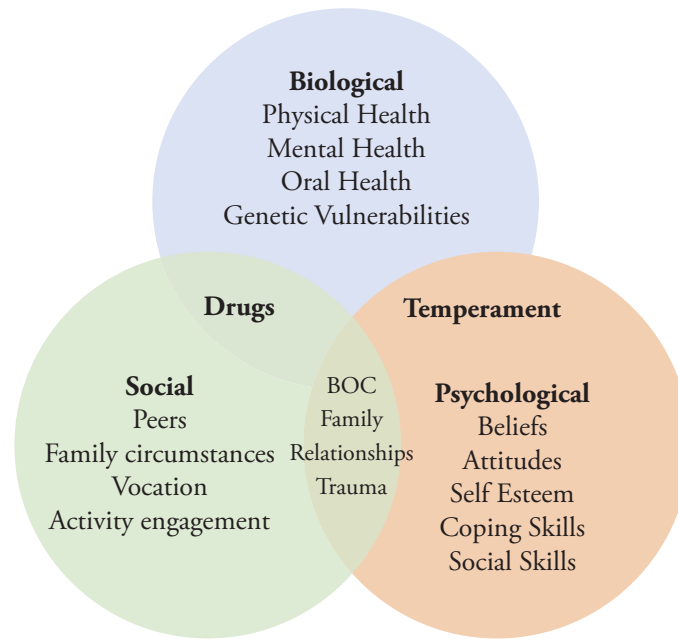 Biological
Physical Health
Mental Health
Oral Health
Genetic Vulnerabilities
Drugs
Temperament
Social
Peers
Family circumstances
Vocation
Activity engagement
BOC
Family
Relationships
Trauma
Psychological
Beliefs
Attitudes
Self Esteem
Coping Skills
Social Skills